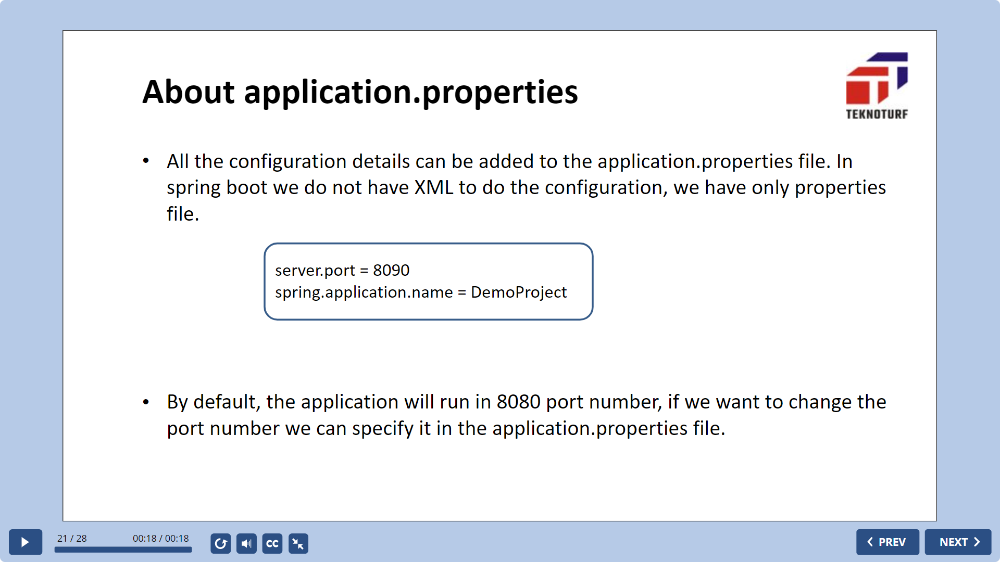 About application.properties
TEKNOTURF
• All the configuration details can be added to the application.properties file. In
spring boot we do not have XML to do the configuration, we have only properties
file.
server.port = 8090
spring.application.name = DemoProject
• By default, the application will run in 8080 port number, if we want to change the
port number we can specify it in the application.properties file.
21 / 28
00:18 / 00:18
CC
PREV
NEXT